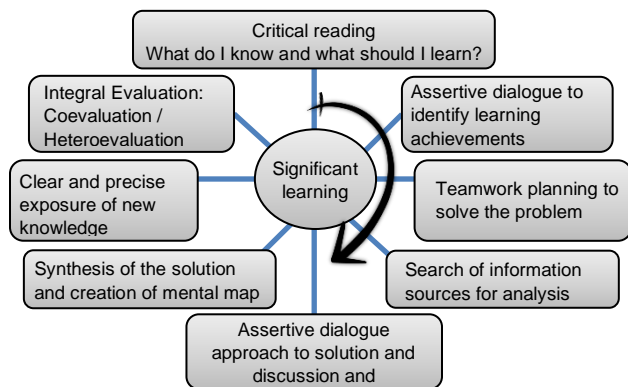 Critical reading
What do I know and what should I learn?
Assertive dialogue to
identify learning
achievements
Teamwork planning to
solve the problem
Search of information
sources for analysis
Assertive dialogue
approach to solution and
discussion and
Synthesis of the solution
and creation of mental map
Clear and precise
exposure of new
knowledge
Integral Evaluation:
Coevaluation /
Heteroevaluation
Significant
learning